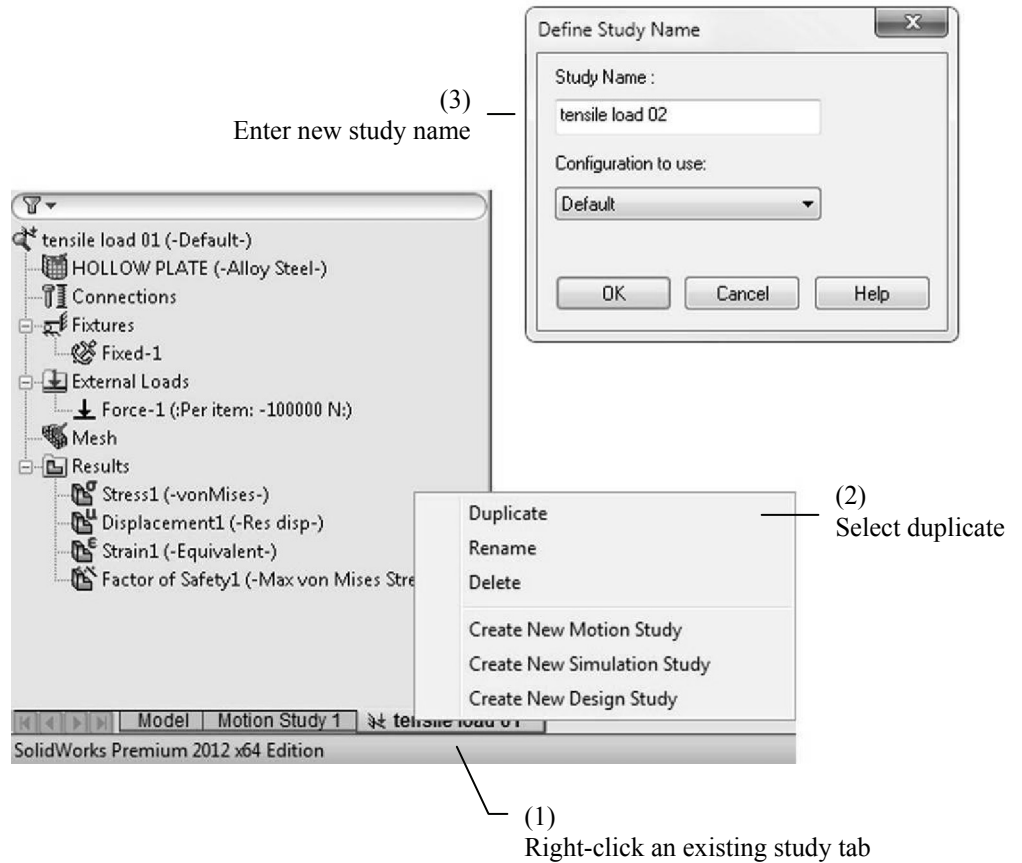 Define Study Name
Study Name :
tensile load 02
Configuration to use:
Default
OK Cancel Help
(3)
Enter new study name
tensile load 01 (-Default-)
HOLLOW PLATE (-Alloy Steel-)
Connections
Fixtures
Fixed-1
External Loads
Force-1 (:Per item: -100000 N:)
Mesh
Results
Stress1 (-vonMises-)
Displacement1 (-Res disp-)
Strain1 (-Equivalent-)
Factor of Safety1 (-Max von Mises Stre
Duplicate
Rename
Delete
Create New Motion Study
Create New Simulation Study
Create New Design Study
(2)
Select duplicate
Model Motion Study 1 tensile load 01
SolidWorks Premium 2012 x64 Edition
(1)
Right-click an existing study tab